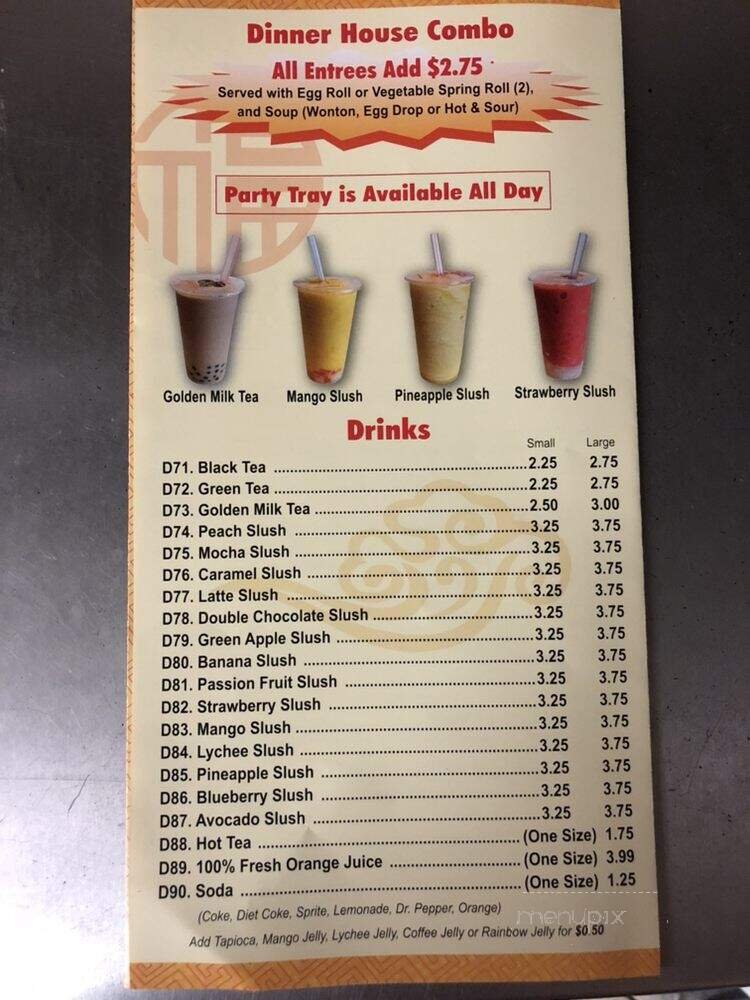 Dinner House Combo
All Entrees Add $2.75
Served with Egg Roll or Vegetable Spring Roll (2),
and Soup (Wonton, Egg Drop or Hot & Sour)
福
Party Tray is Available All Day
Golden Milk Tea Mango Slush Pineapple Slush Strawberry Slush
Drinks
Small Large
D71. Black Tea ................ 2.25 2.75
D72. Green Tea ................ 2.25 2.75
D73. Golden Milk Tea ................ 2.50 3.00
D74. Peach Slush ................ 3.25 3.75
D75. Mocha Slush ................ 3.25 3.75
D76. Caramel Slush ................ 3.25 3.75
D77. Latte Slush ................ 3.25 3.75
D78. Double Chocolate Slush ................ 3.25 3.75
D79. Green Apple Slush ................ 3.25 3.75
D80. Banana Slush ................ 3.25 3.75
D81. Passion Fruit Slush ................ 3.25 3.75
D82. Strawberry Slush ................ 3.25 3.75
D83. Mango Slush ................ 3.25 3.75
D84. Lychee Slush ................ 3.25 3.75
D85. Pineapple Slush ................ 3.25 3.75
D86. Blueberry Slush ................ 3.25 3.75
D87. Avocado Slush ................ 3.25 3.75
D88. Hot Tea ................ (One Size) 1.75
D89. 100% Fresh Orange Juice ................ (One Size) 3.99
D90. Soda ................ (One Size) 1.25
(Coke, Diet Coke, Sprite, Lemonade, Dr. Pepper, Orange)
menupix
Add Tapioca, Mango Jelly, Lychee Jelly, Coffee Jelly or Rainbow Jelly for $0.50